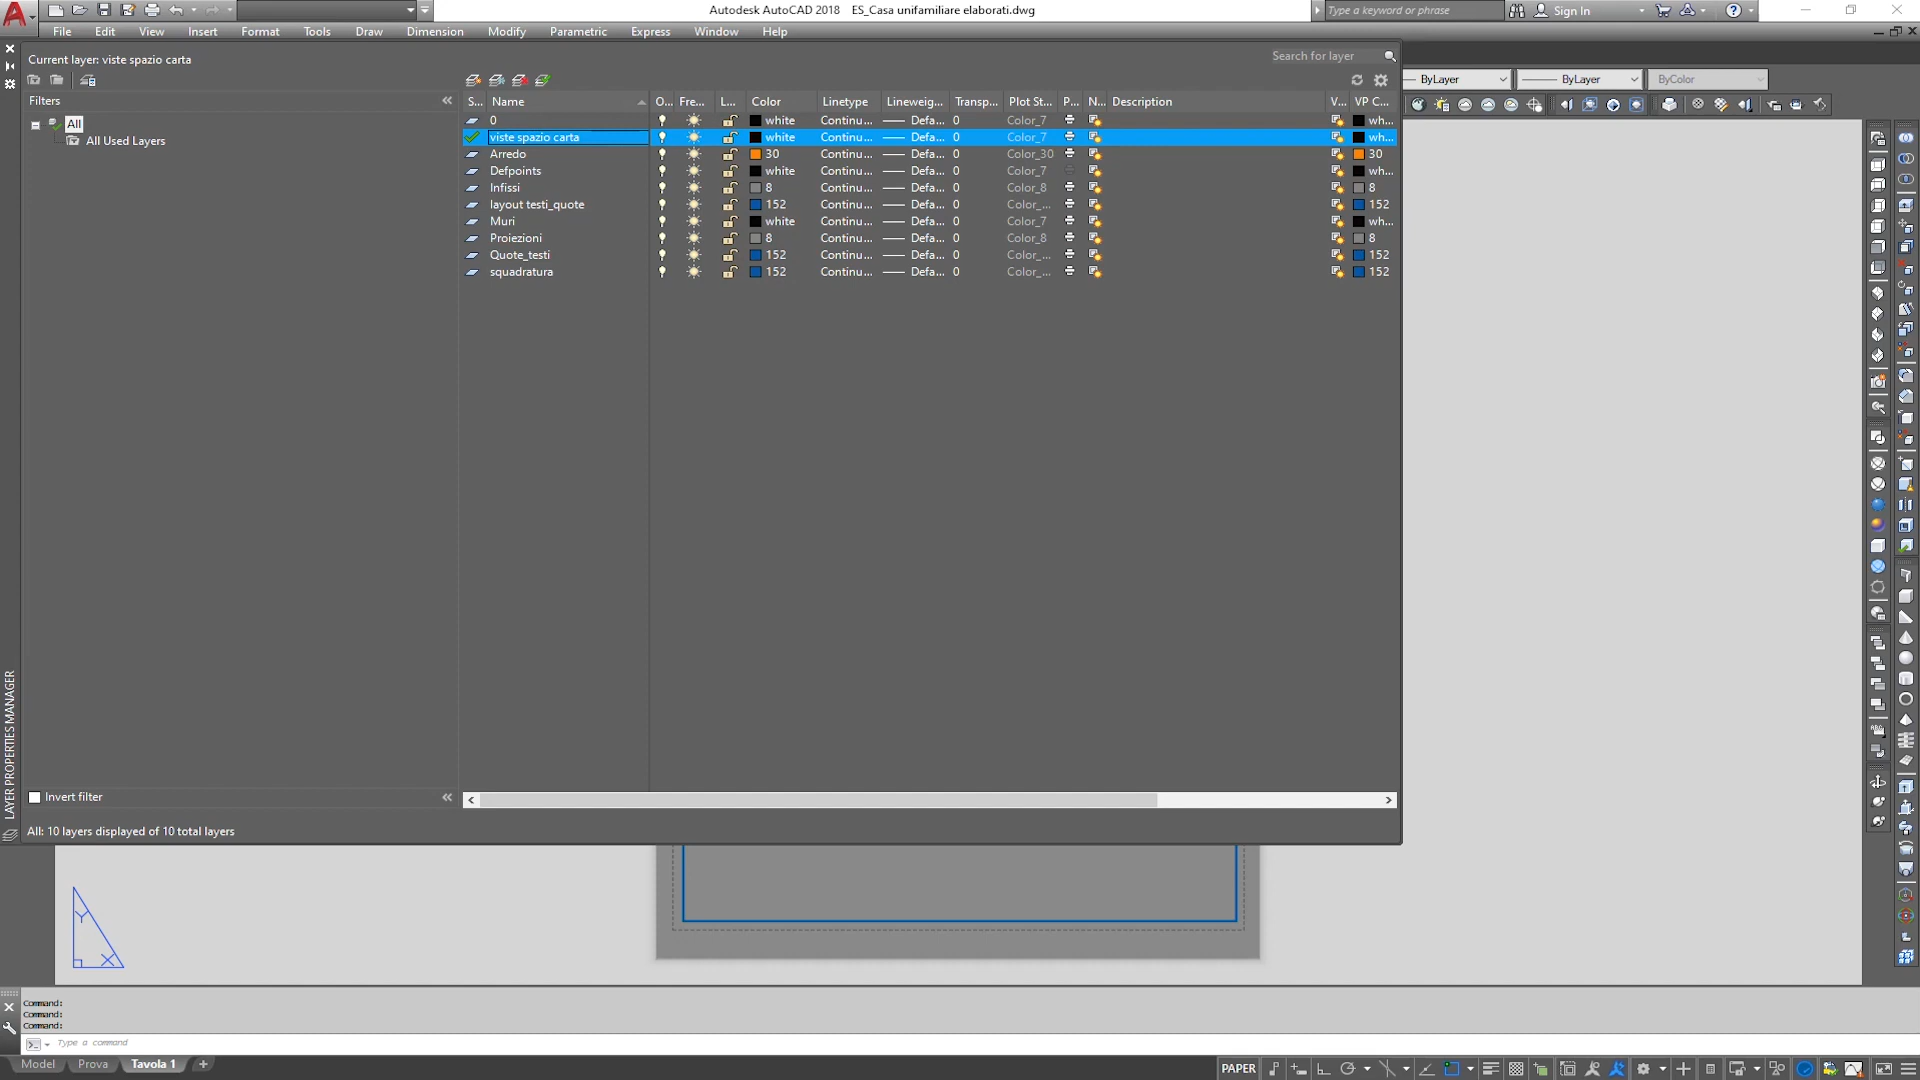 Autodesk AutoCAD 2018 ES_Casa unifamiliare elaborati.dwg
Type a keyword or phrase
Sign In
File Edit View Insert Format Tools Draw Dimension Modify Parametric Express Window Help
Current layer: viste spazio carta
Search for layer
ByLayer ByLayer ByColor
Filters
S... Name O... Fre... L... Color Linetype Lineweig... Transp... Plot St... P... N... Description V... VP C...
All
All Used Layers
0 white Continu... Defa... 0 Color_7 wh...
viste spazio carta white Continu... Defa... 0 Color_7 wh...
Arredo 30 Continu... Defa... 0 Color_30 30
Defpoints white Continu... Defa... 0 Color_7 wh...
Infissi 8 Continu... Defa... 0 Color_8 8
layout testi_quote 152 Continu... Defa... 0 Color_... 152
Muri white Continu... Defa... 0 Color_7 wh...
Proiezioni 8 Continu... Defa... 0 Color_8 8
Quote_testi 152 Continu... Defa... 0 Color_... 152
squadratura 152 Continu... Defa... 0 Color_... 152
LAYER PROPERTIES MANAGER
Invert filter
All: 10 layers displayed of 10 total layers
Y
X
Command:
Command:
Command:
Type a command
Model Prova Tavola 1 +
PAPER